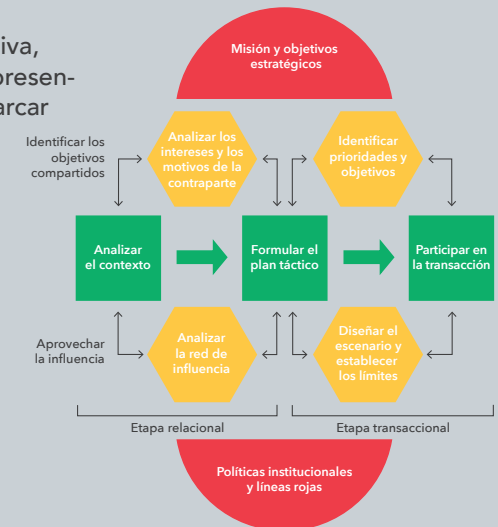 iva,
presen-
arcar
Misión y objetivos
estratégicos
Identificar los
objetivos
compartidos
Analizar los
intereses y los
motivos de la
contraparte
Identificar
prioridades y
objetivos
Analizar
el contexto
Formular el
plan táctico
Participar en
la transacción
Aprovechar
la influencia
Analizar
la red de
influencia
Diseñar el
escenario y
establecer
los límites
Etapa relacional
Etapa transaccional
Políticas institucionales
y líneas rojas